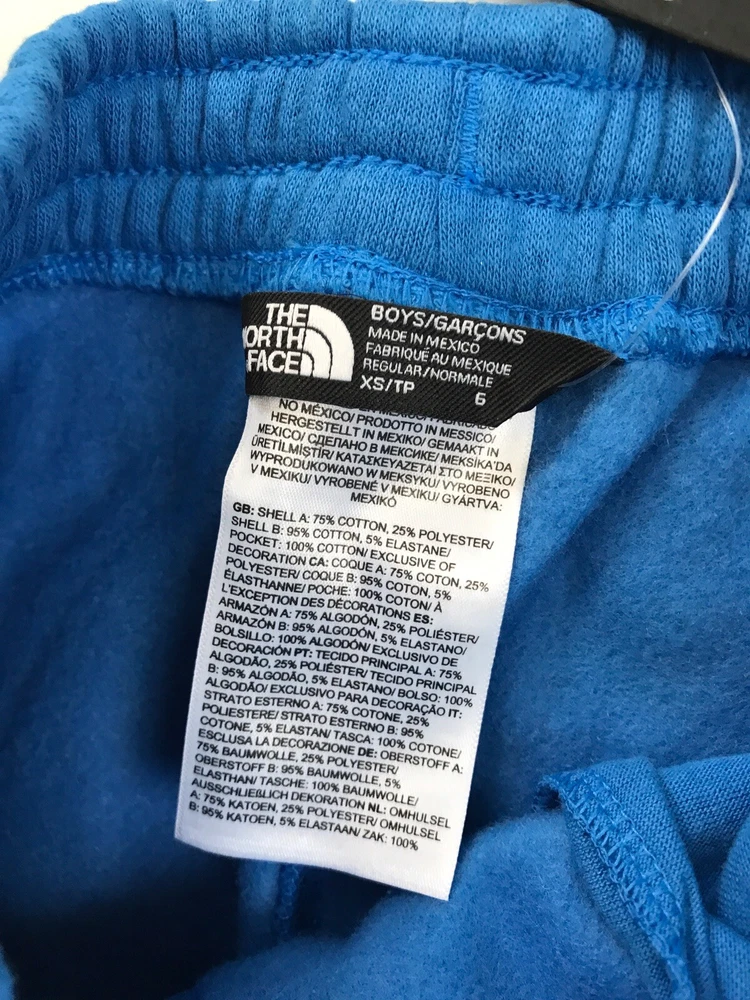 THE
NORTH
FACE
BOYS/GARÇONS
MADE IN MEXICO
FABRIQUÉ AU MEXIQUE
REGULAR/NORMALE
XS/TP 6
NO MÉXICO/ PRODOTTO IN MESSICO/
HERGESTELLT IN MEXIKO/ GEMAAKT IN
MEXICO/ СДЕЛАНО В МЕКСИКЕ/ MEKSİKA'DA
ÜRETİLMİŞTİR/ ΚΑΤΑΣΚΕΥΑΖΕΤΑΙ ΣΤΟ ΜΕΞΙΚΟ/
WYPRODUKOWANO W MEKSYKU/ VYROBENO
V MEXIKU/ VYROBENÉ V MEXIKU/ GYÁRTVA:
MEXIKÓ
GB: SHELL A: 75% COTTON, 25% POLYESTER/
SHELL B: 95% COTTON, 5% ELASTANE/
POCKET: 100% COTTON/ EXCLUSIVE OF
DECORATION CA: COQUE A: 75% COTON, 25%
POLYESTER/ COQUE B: 95% COTON, 5%
ÉLASTHANNE/ POCHE: 100% COTON/ À
L'EXCEPTION DES DÉCORATIONS ES:
ARMAZÓN A: 75% ALGODÓN, 25% POLIÉSTER/
ARMAZÓN B: 95% ALGODÓN, 5% ELASTANO/
BOLSILLO: 100% ALGODÓN/ EXCLUSIVO DE
DECORACIÓN PT: TECIDO PRINCIPAL A: 75%
ALGODÃO, 25% POLIÉSTER/ TECIDO PRINCIPAL
B: 95% ALGODÃO, 5% ELASTANO/ BOLSO: 100%
ALGODÃO/ EXCLUSIVO PARA DECORAÇÃO IT:
STRATO ESTERNO A: 75% COTONE, 25%
POLIESTERE/ STRATO ESTERNO B: 95%
COTONE, 5% ELASTAN/ TASCA: 100% COTONE/
ESCLUSA LA DECORAZIONE DE: OBERSTOFF A:
75% BAUMWOLLE, 25% POLYESTER/
OBERSTOFF B: 95% BAUMWOLLE, 5%
ELASTHAN/ TASCHE: 100% BAUMWOLLE/
AUSSCHLIEßLICH DEKORATION NL: OMHULSEL
A: 75% KATOEN, 25% POLYESTER/ OMHULSEL
B: 95% KATOEN, 5% ELASTAAN/ ZAK: 100%